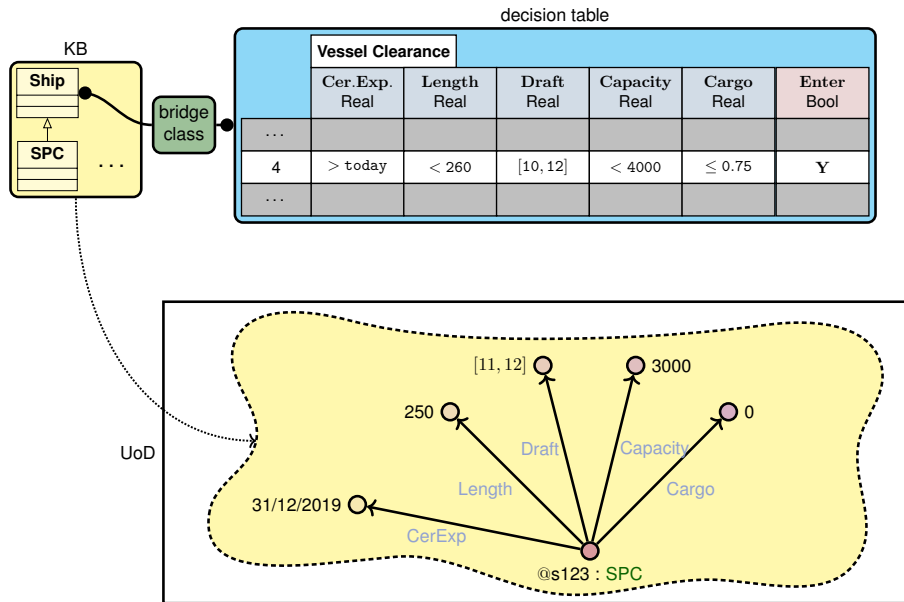 decision table
KB
Ship
SPC
...
bridge
class
Vessel Clearance
Cer.Exp. Length Draft Capacity Cargo Enter
Real Real Real Real Real Bool
...
4 > today < 260 [10, 12] < 4000 ≤ 0.75 Y
...
UoD
[11, 12] 3000
250 0
Draft Capacity
Length Cargo
31/12/2019
CerExp
@s123 : SPC